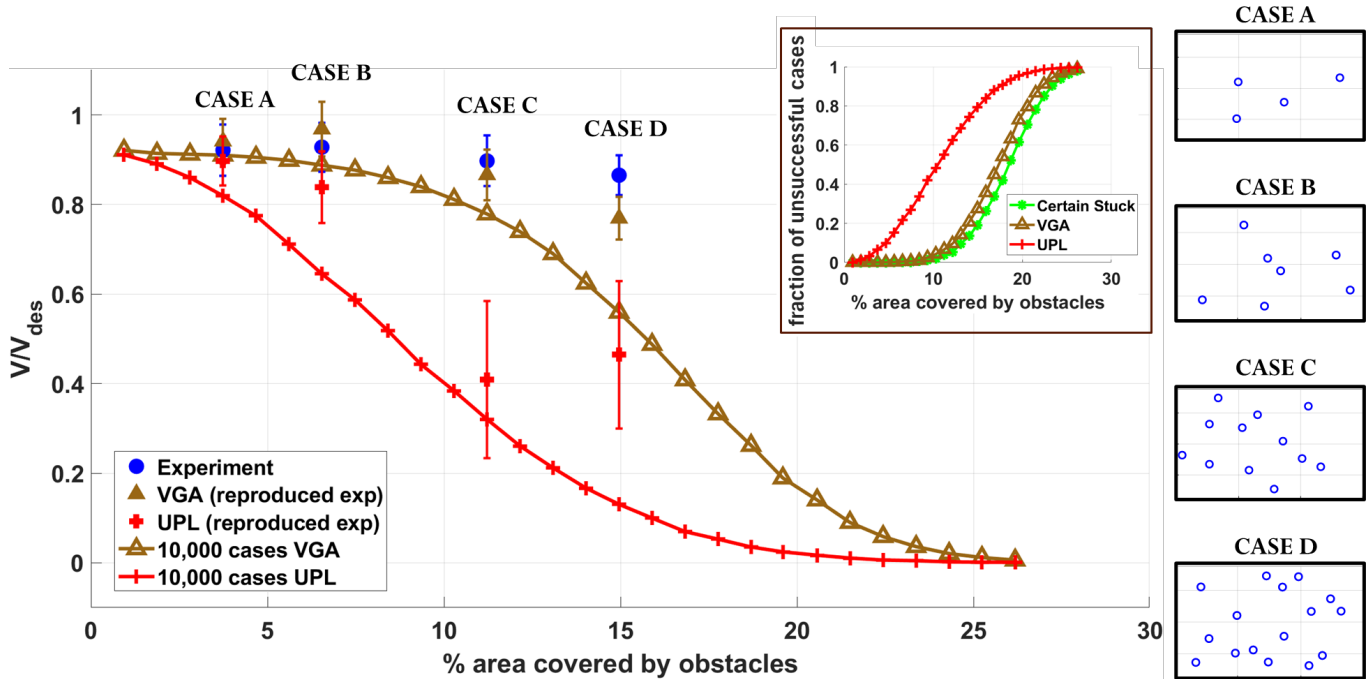 CASE A
CASE B
CASE C
CASE D
V/Vdes
1
0.8
0.6
0.4
0.2
0
0 5 10 15 20 25 30
% area covered by obstacles
Experiment
VGA (reproduced exp)
UPL (reproduced exp)
10,000 cases VGA
10,000 cases UPL
fraction of unsuccessful cases
1
0.8
0.6
0.4
0.2
0
0 10 20 30
% area covered by obstacles
Certain Stuck
VGA
UPL
CASE A
CASE B
CASE C
CASE D